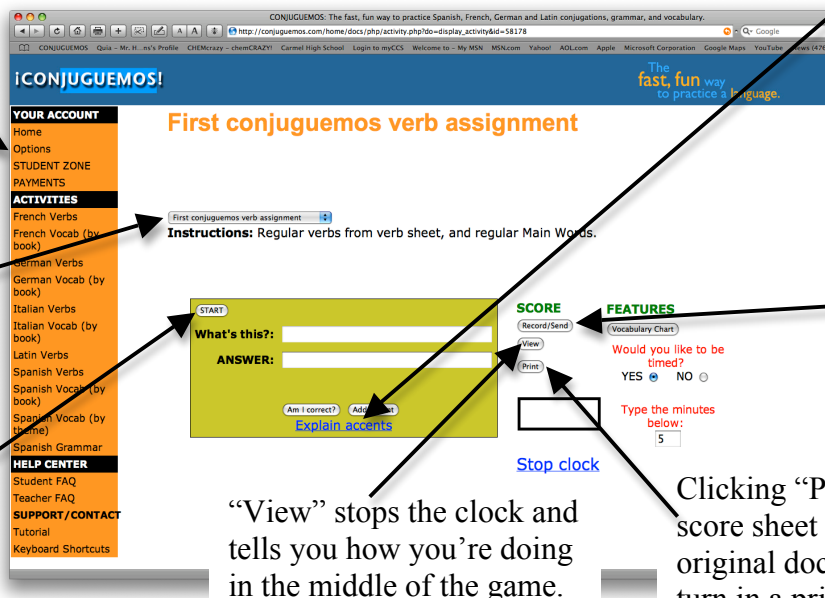 CONJUGUEMOS: The fast, fun way to practice Spanish, French, German and Latin conjugations, grammar, and vocabulary.
http://conjuguemos.com/home/docs/php/activity.php?do=display_activity&id=58178
Google
CONJUGUEMOS Quia – Mr. H...ns's Profile CHEMcrazy – chemCRAZY! Carmel High School Login to myCCS Welcome to – My MSN MSN.com Yahoo! AOL.com Apple Microsoft Corporation Google Maps YouTube
¡CONJUGUEMOS!
The
fast, fun way
to practice a language.
YOUR ACCOUNT
Home
Options
STUDENT ZONE
PAYMENTS
ACTIVITIES
French Verbs
French Vocab (by
book)
German Verbs
German Vocab (by
book)
Italian Verbs
Italian Vocab (by
book)
Latin Verbs
Spanish Verbs
Spanish Vocab (by
book)
Spanish Vocab (by
theme)
Spanish Grammar
HELP CENTER
Student FAQ
Teacher FAQ
SUPPORT/CONTACT
Tutorial
Keyboard Shortcuts
First conjuguemos verb assignment
First conjuguemos verb assignment
Instructions: Regular verbs from verb sheet, and regular Main Words.
START
What's this?:
ANSWER:
Am I correct?
Explain accents
SCORE
Record/Send
View
Print
Stop clock
FEATURES
Vocabulary Chart
Would you like to be
timed?
YES NO
Type the minutes
below:
5
“View” stops the clock and
tells you how you’re doing
in the middle of the game.
Clicking “P
score sheet
original doc
turn in a pri